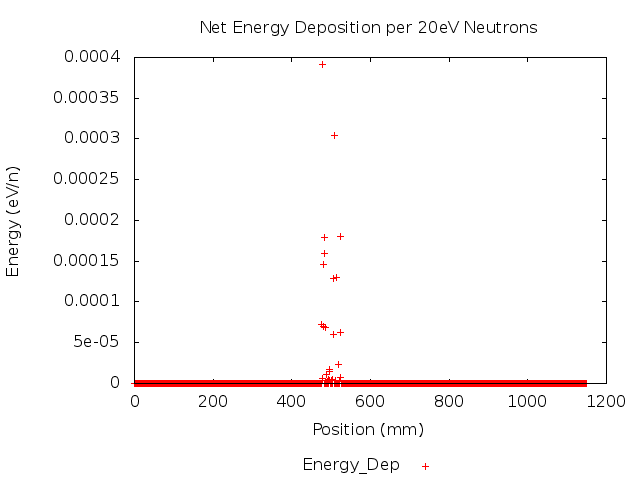 Net Energy Deposition per 20eV Neutrons
0.0004
0.00035
0.0003
0.00025
0.0002
0.00015
0.0001
5e-05
0
Energy (eV/n)
0 200 400 600 800 1000 1200
Position (mm)
Energy_Dep